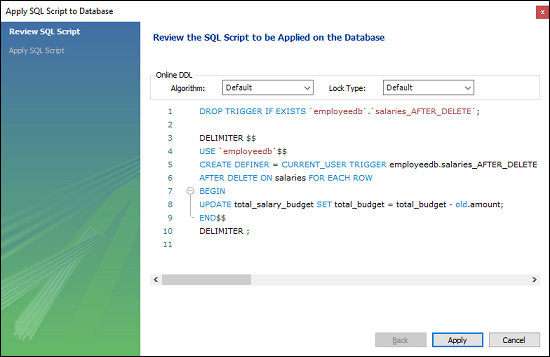 Apply SQL Script to Database
x
Review SQL Script
Apply SQL Script
Review the SQL Script to be Applied on the Database
Online DDL
Algorithm: Default Lock Type: Default
1 DROP TRIGGER IF EXISTS `employeedb`.`salaries_AFTER_DELETE`;
2
3 DELIMITER $$
4 USE `employeedb`$$
5 CREATE DEFINER = CURRENT_USER TRIGGER employeedb.salaries_AFTER_DELETE
6 AFTER DELETE ON salaries FOR EACH ROW
7 BEGIN
8 UPDATE total_salary_budget SET total_budget = total_budget - old.amount;
9 END$$
10 DELIMITER ;
11
Back Apply Cancel